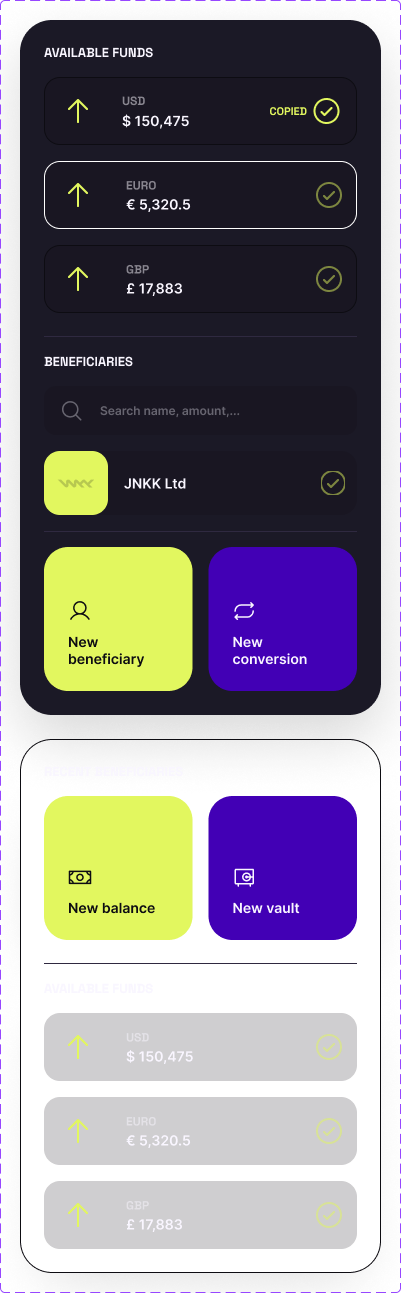 AVAILABLE FUNDS
USD
$ 150,475
COPIED
EURO
€ 5,320.5
GBP
£ 17,883
BENEFICIARIES
Search name, amount,...
JNKK Ltd
New
beneficiary
New
conversion
New balance
New vault
AVAILABLE FUNDS
USD
$ 150,475
EURO
€ 5,320.5
GBP
£ 17,883